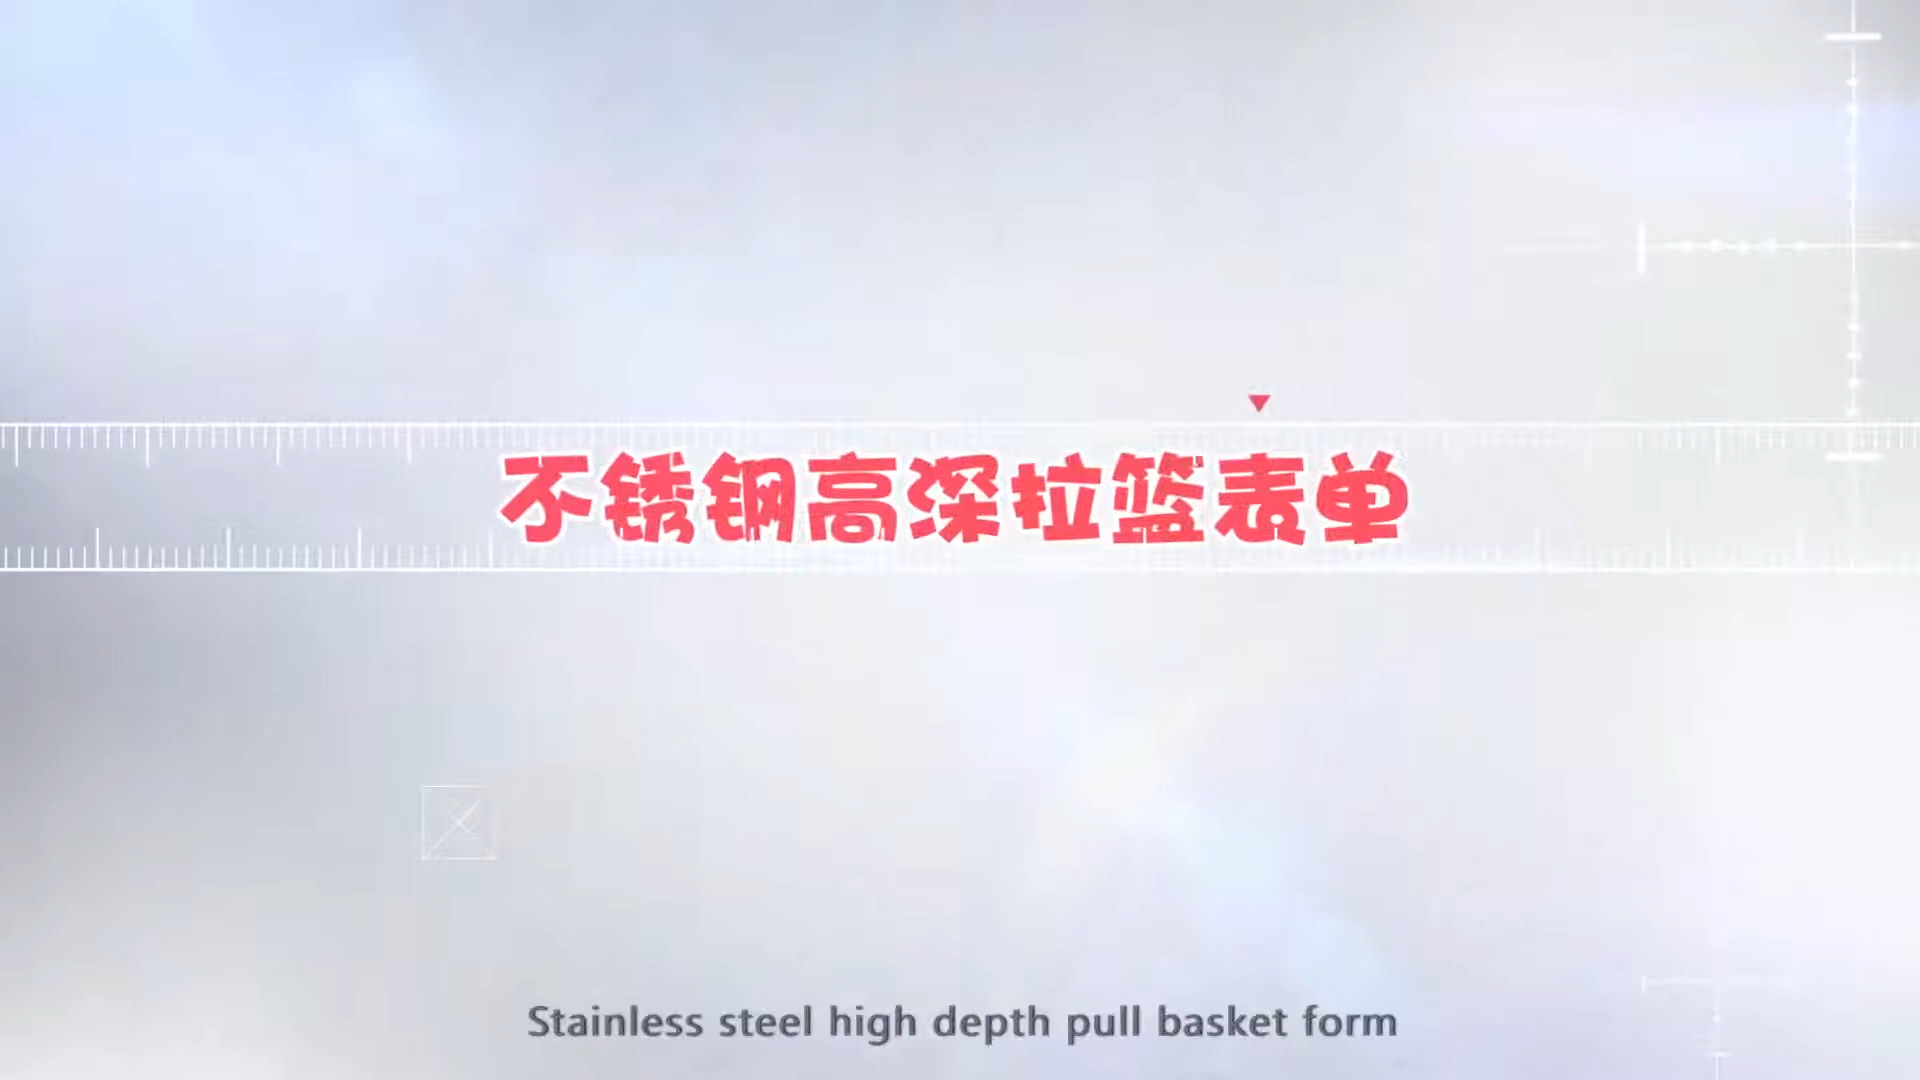 不锈钢高深拉篮表单
Stainless steel high depth pull basket form